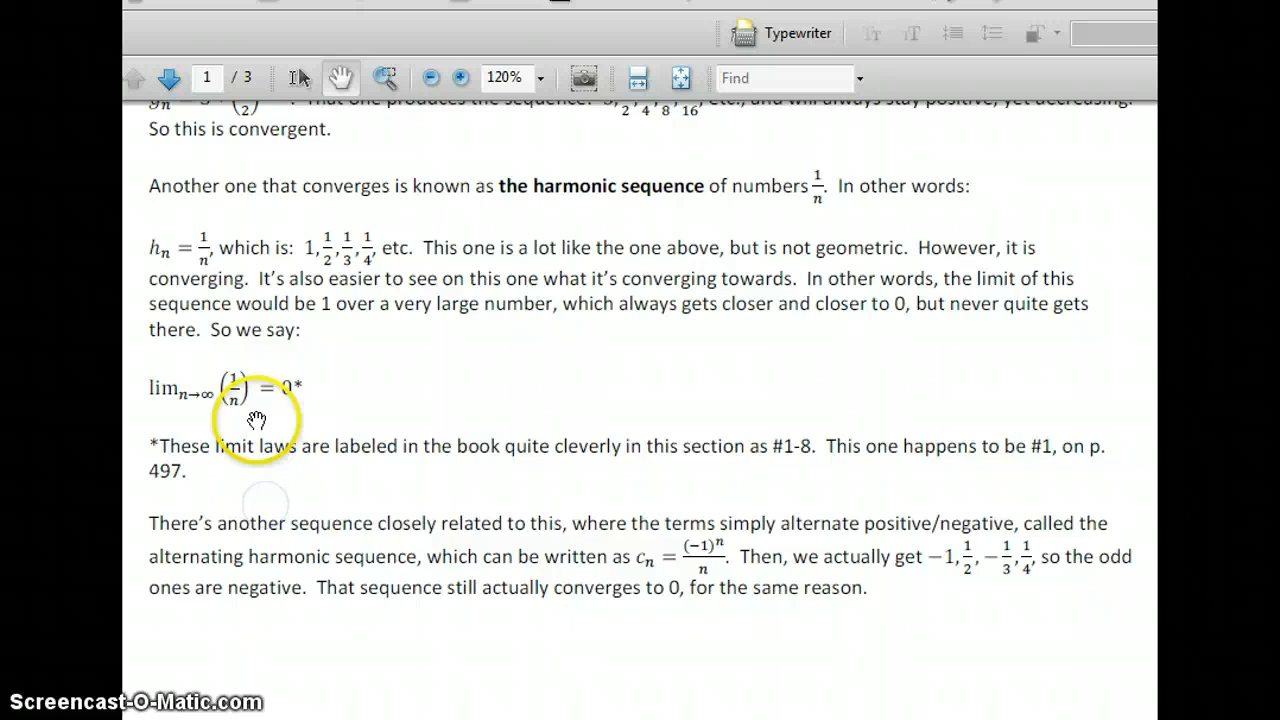 Typewriter
1 / 3
120%
Find
So this is convergent.
Another one that converges is known as the harmonic sequence of numbers 1/n. In other words:
hₙ = 1/n, which is: 1, 1/2, 1/3, 1/4, etc. This one is a lot like the one above, but is not geometric. However, it is
converging. It's also easier to see on this one what it's converging towards. In other words, the limit of this
sequence would be 1 over a very large number, which always gets closer and closer to 0, but never quite gets
there. So we say:
limₙ→∞ (1/n) = 0*
*These limit laws are labeled in the book quite cleverly in this section as #1-8. This one happens to be #1, on p.
497.
There's another sequence closely related to this, where the terms simply alternate positive/negative, called the
alternating harmonic sequence, which can be written as cₙ = (−1)ⁿ/n. Then, we actually get −1, 1/2, −1/3, 1/4, so the odd
ones are negative. That sequence still actually converges to 0, for the same reason.
Screencast-O-Matic.com